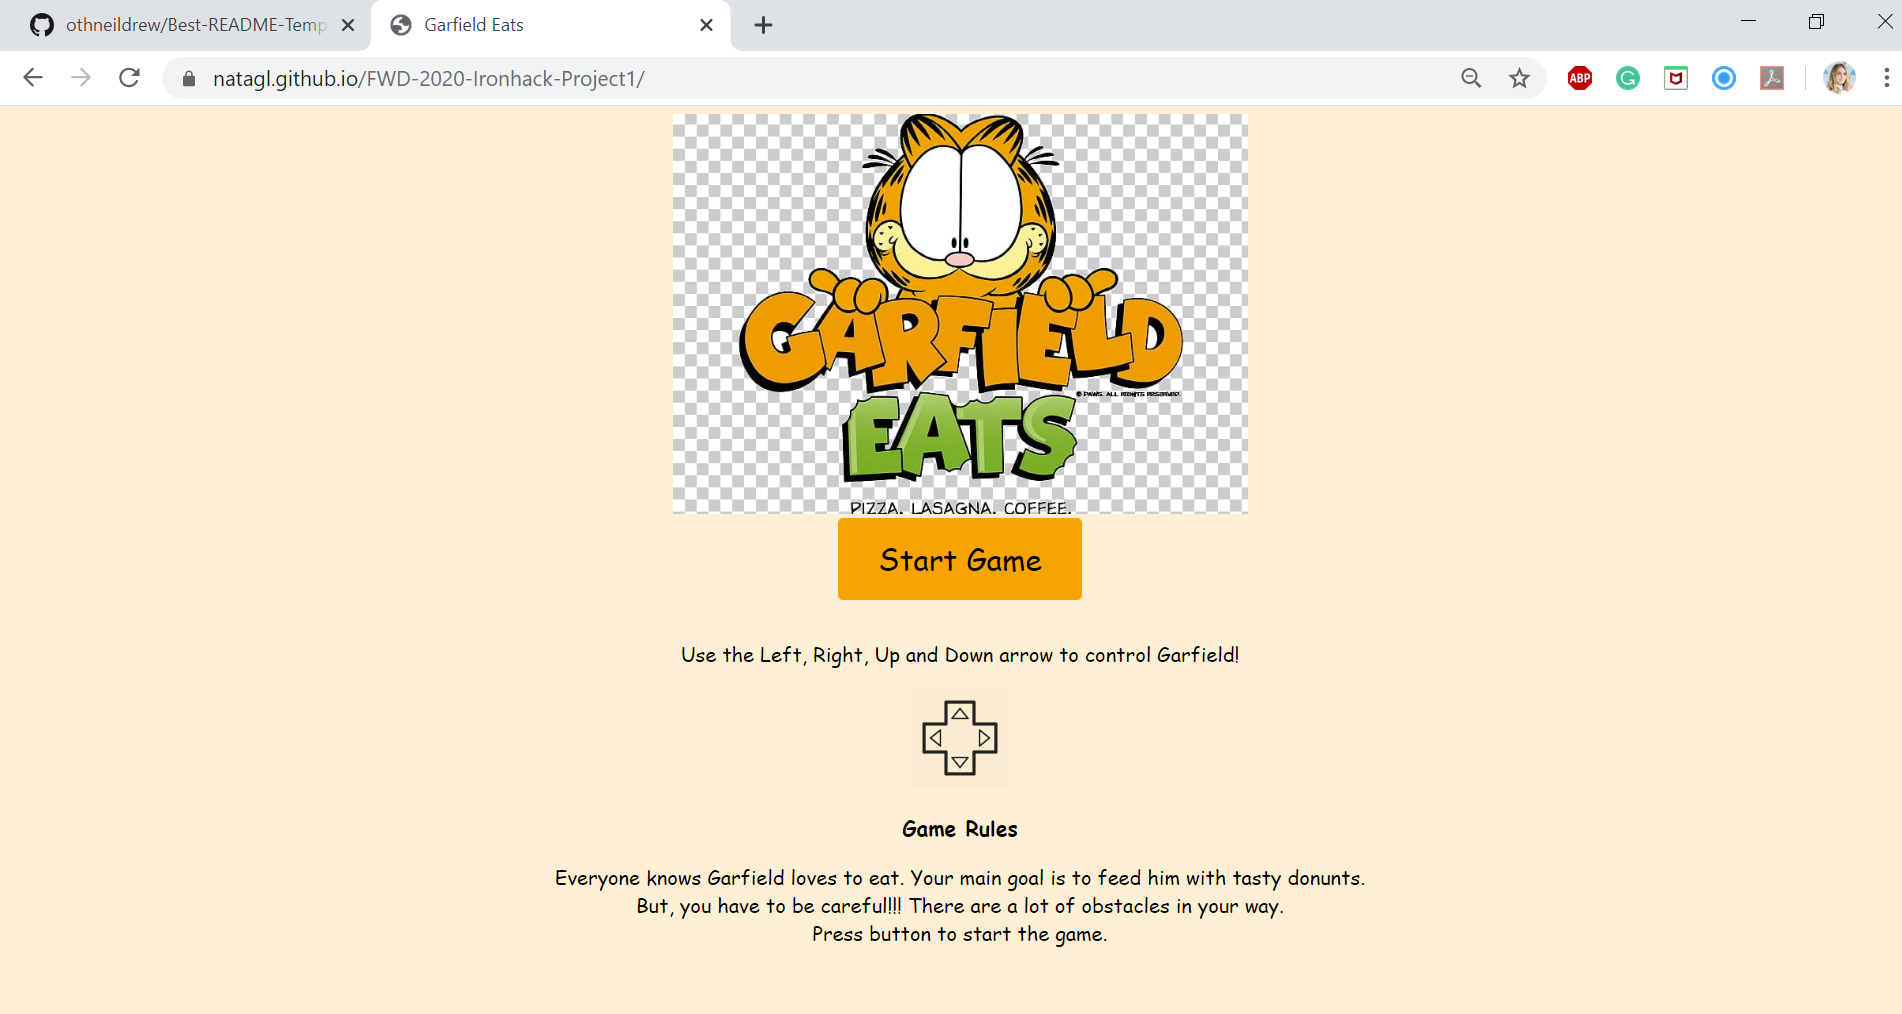 othneildrew/Best-README-Temp
Garfield Eats
natagl.github.io/FWD-2020-Ironhack-Project1/
ABP
GARFIELD
© PAWS. ALL RIGHTS RESERVED.
EATS
PIZZA. LASAGNA. COFFEE.
Start Game
Use the Left, Right, Up and Down arrow to control Garfield!
Game Rules
Everyone knows Garfield loves to eat. Your main goal is to feed him with tasty donunts.
But, you have to be careful!!! There are a lot of obstacles in your way.
Press button to start the game.